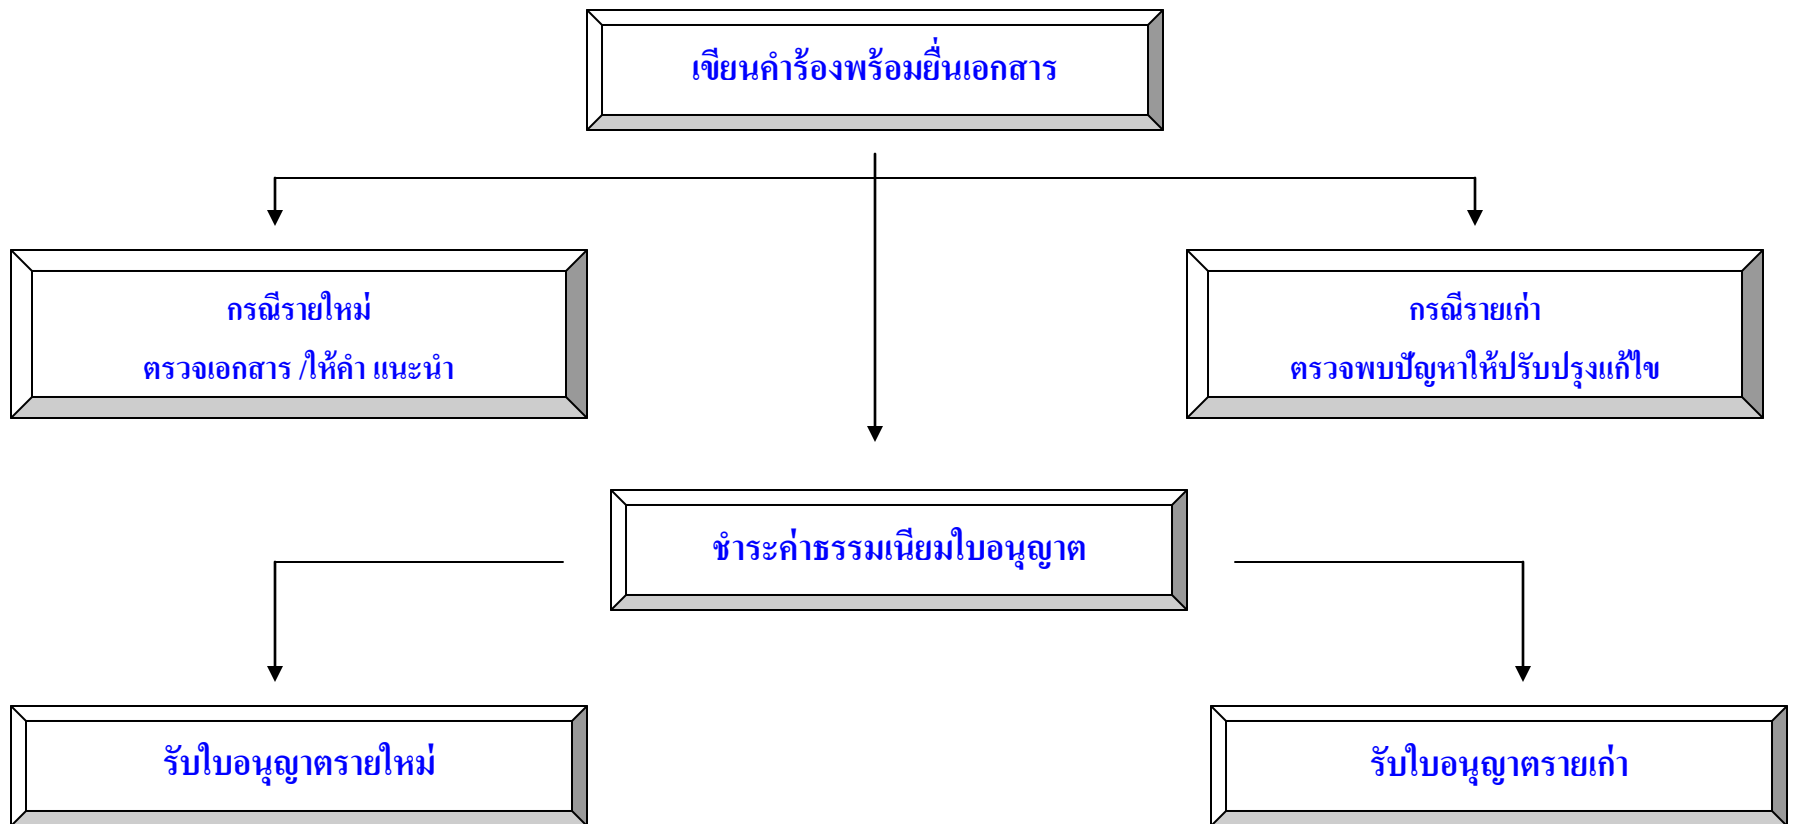 เขียนคำร้องพร้อมยื่นเอกสาร
กรณีรายใหม่
ตรวจเอกสาร /ให้คำ แนะนำ
กรณีรายเก่า
ตรวจพบปัญหาให้ปรับปรุงแก้ไข
ชำระค่าธรรมเนียมใบอนุญาต
รับใบอนุญาตรายใหม่
รับใบอนุญาตรายเก่า